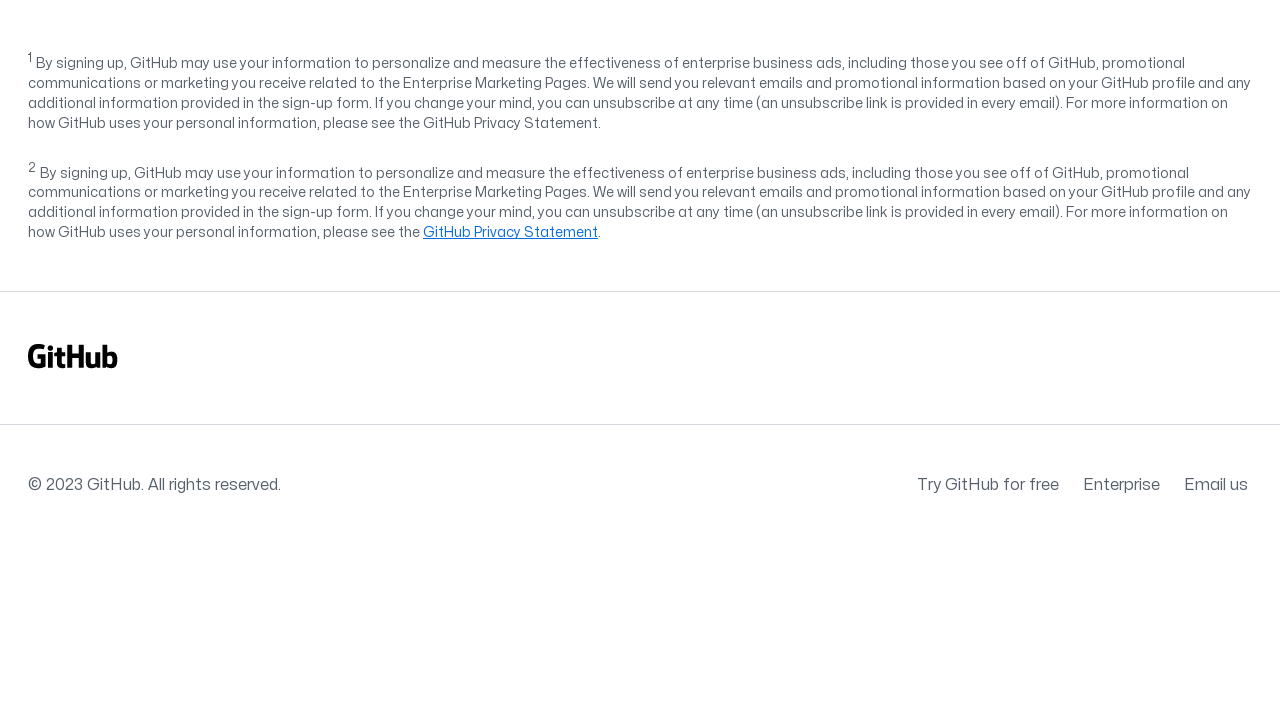 1 By signing up, GitHub may use your information to personalize and measure the effectiveness of enterprise business ads, including those you see off of GitHub, promotional
communications or marketing you receive related to the Enterprise Marketing Pages. We will send you relevant emails and promotional information based on your GitHub profile and any
additional information provided in the sign-up form. If you change your mind, you can unsubscribe at any time (an unsubscribe link is provided in every email). For more information on
how GitHub uses your personal information, please see the GitHub Privacy Statement.
2 By signing up, GitHub may use your information to personalize and measure the effectiveness of enterprise business ads, including those you see off of GitHub, promotional
communications or marketing you receive related to the Enterprise Marketing Pages. We will send you relevant emails and promotional information based on your GitHub profile and any
additional information provided in the sign-up form. If you change your mind, you can unsubscribe at any time (an unsubscribe link is provided in every email). For more information on
how GitHub uses your personal information, please see the GitHub Privacy Statement.
GitHub
© 2023 GitHub. All rights reserved. Try GitHub for free Enterprise Email us